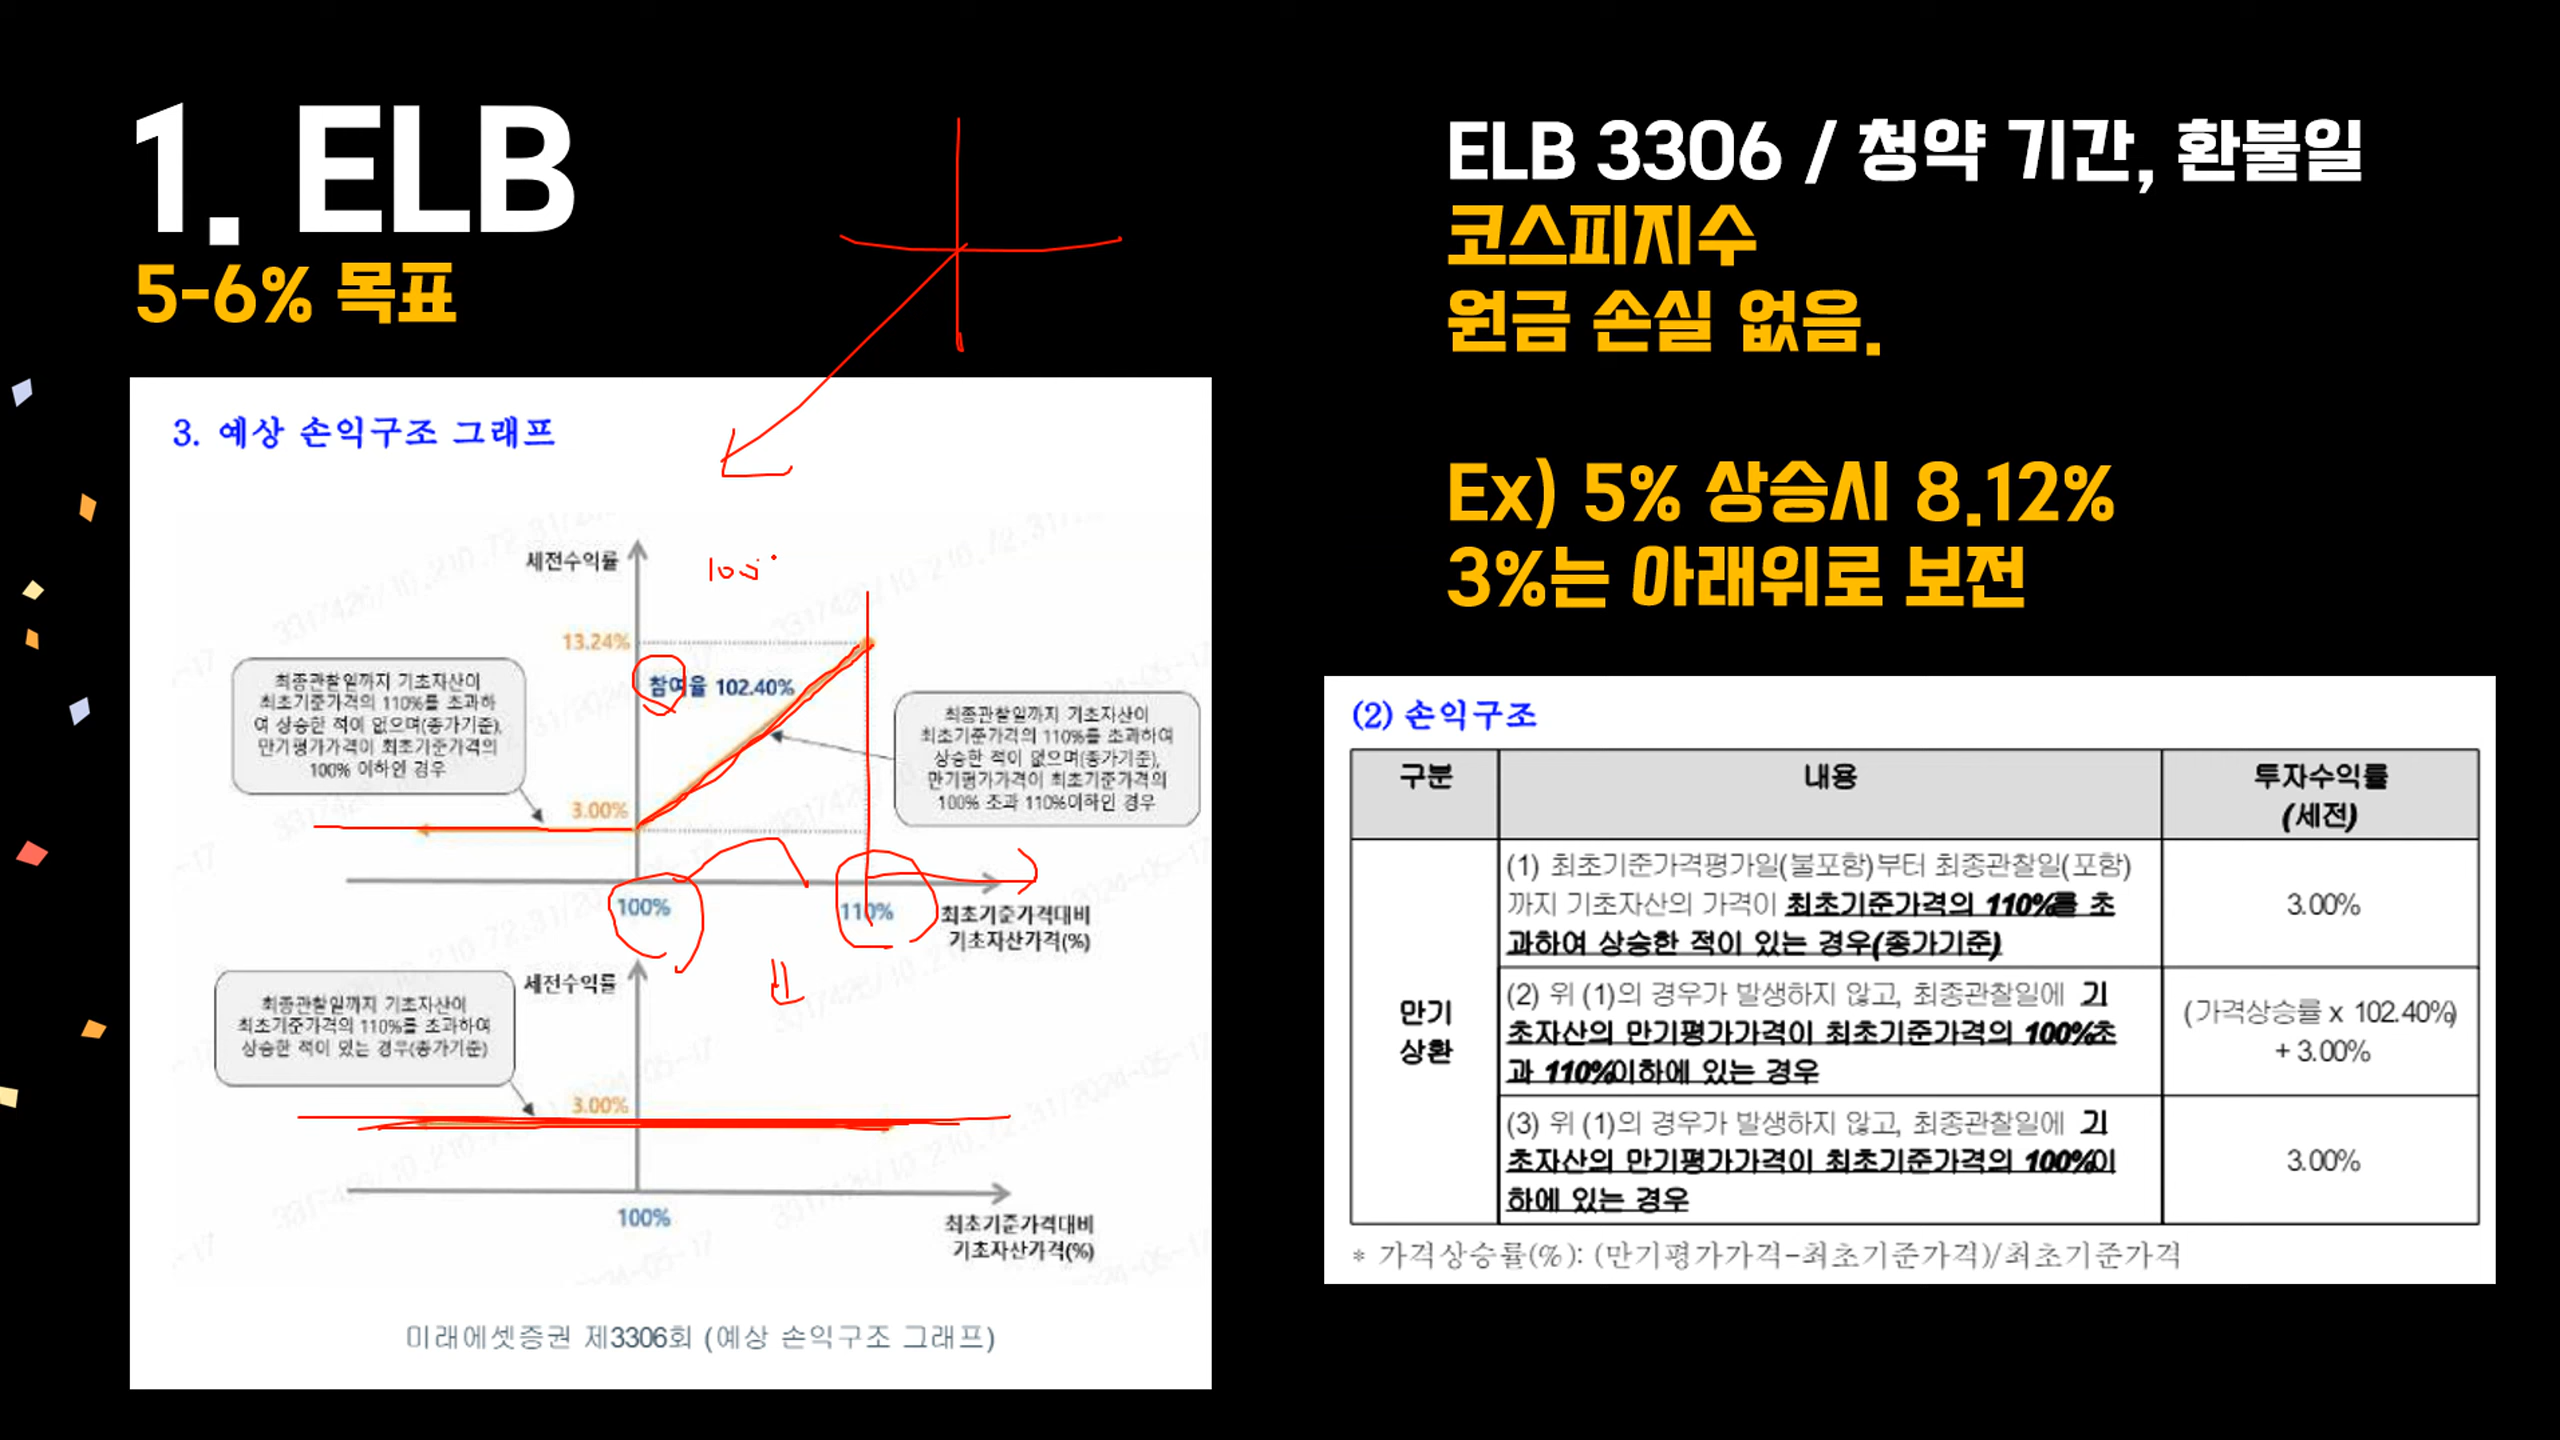 1. ELB
5-6% 목표
ELB 3306 / 청약 기간, 환불일
코스피지수
원금 손실 없음.
Ex) 5% 상승시 8.12%
3%는 아래위로 보전
3. 예상 손익구조 그래프
세전수익률
13.24%
참여율 102.40%
최종관찰일까지 기초자산이
최초기준가격의 110%를 초과하
여 상승한 적이 없으며(종가기준),
만기평가가격이 최초기준가격의
100% 이하인 경우
최종관찰일까지 기초자산이
최초기준가격의 110%를 초과하여
상승한 적이 없으며(종가기준),
만기평가가격이 최초기준가격의
100% 초과 110%이하인 경우
3.00%
100%
110%
최초기준가격대비
기초자산가격(%)
세전수익률
최종관찰일까지 기초자산이
최초기준가격의 110%를 초과하여
상승한 적이 있는 경우(종가기준)
3.00%
100%
최초기준가격대비
기초자산가격(%)
미래에셋증권 제3306회 (예상 손익구조 그래프)
(2) 손익구조
구분
내용
투자수익률
(세전)
만기
상환
(1) 최초기준가격평가일(불포함)부터 최종관찰일(포함)
까지 기초자산의 가격이 최초기준가격의 110%를 초
과하여 상승한 적이 있는 경우(종가기준)
3.00%
(2) 위 (1)의 경우가 발생하지 않고, 최종관찰일에 기
초자산의 만기평가가격이 최초기준가격의 100%초
과 110%이하에 있는 경우
(가격상승률 x 102.40%)
+ 3.00%
(3) 위 (1)의 경우가 발생하지 않고, 최종관찰일에 기
초자산의 만기평가가격이 최초기준가격의 100%이
하에 있는 경우
3.00%
* 가격상승률(%): (만기평가가격-최초기준가격)/최초기준가격